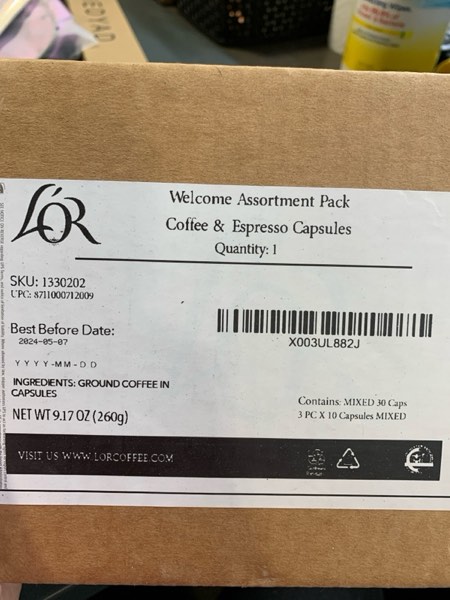 L'OR
Welcome Assortment Pack
Coffee & Espresso Capsules
Quantity: 1
SKU: 1330202
UPC: 8711000712009
X003UL882J
Best Before Date:
2024-05-07
YYYY-MM-DD
INGREDIENTS: GROUND COFFEE IN
CAPSULES
Contains: MIXED 30 Caps
3 PC X 10 Capsules MIXED
NET WT 9.17 OZ (260g)
VISIT US WWW.LORCOFFEE.COM